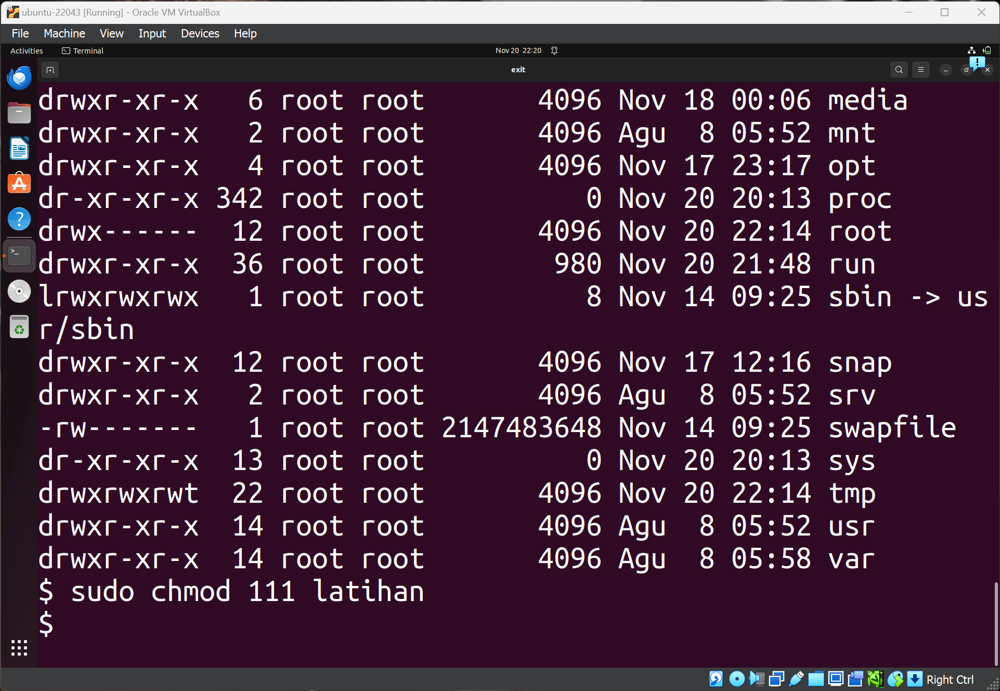 ubuntu-22043 [Running] - Oracle VM VirtualBox
File Machine View Input Devices Help
Activities Terminal Nov 20 22:20
exit
drwxr-xr-x   6 root root       4096 Nov 18 00:06 media
drwxr-xr-x   2 root root       4096 Agu  8 05:52 mnt
drwxr-xr-x   4 root root       4096 Nov 17 23:17 opt
dr-xr-xr-x 342 root root          0 Nov 20 20:13 proc
drwx------  12 root root       4096 Nov 20 22:14 root
drwxr-xr-x  36 root root        980 Nov 20 21:48 run
lrwxrwxrwx   1 root root          8 Nov 14 09:25 sbin -> us
r/sbin
drwxr-xr-x  12 root root       4096 Nov 17 12:16 snap
drwxr-xr-x   2 root root       4096 Agu  8 05:52 srv
-rw-------   1 root root 2147483648 Nov 14 09:25 swapfile
dr-xr-xr-x  13 root root          0 Nov 20 20:13 sys
drwxrwxrwt  22 root root       4096 Nov 20 22:14 tmp
drwxr-xr-x  14 root root       4096 Agu  8 05:52 usr
drwxr-xr-x  14 root root       4096 Agu  8 05:58 var
$ sudo chmod 111 latihan
$
Right Ctrl